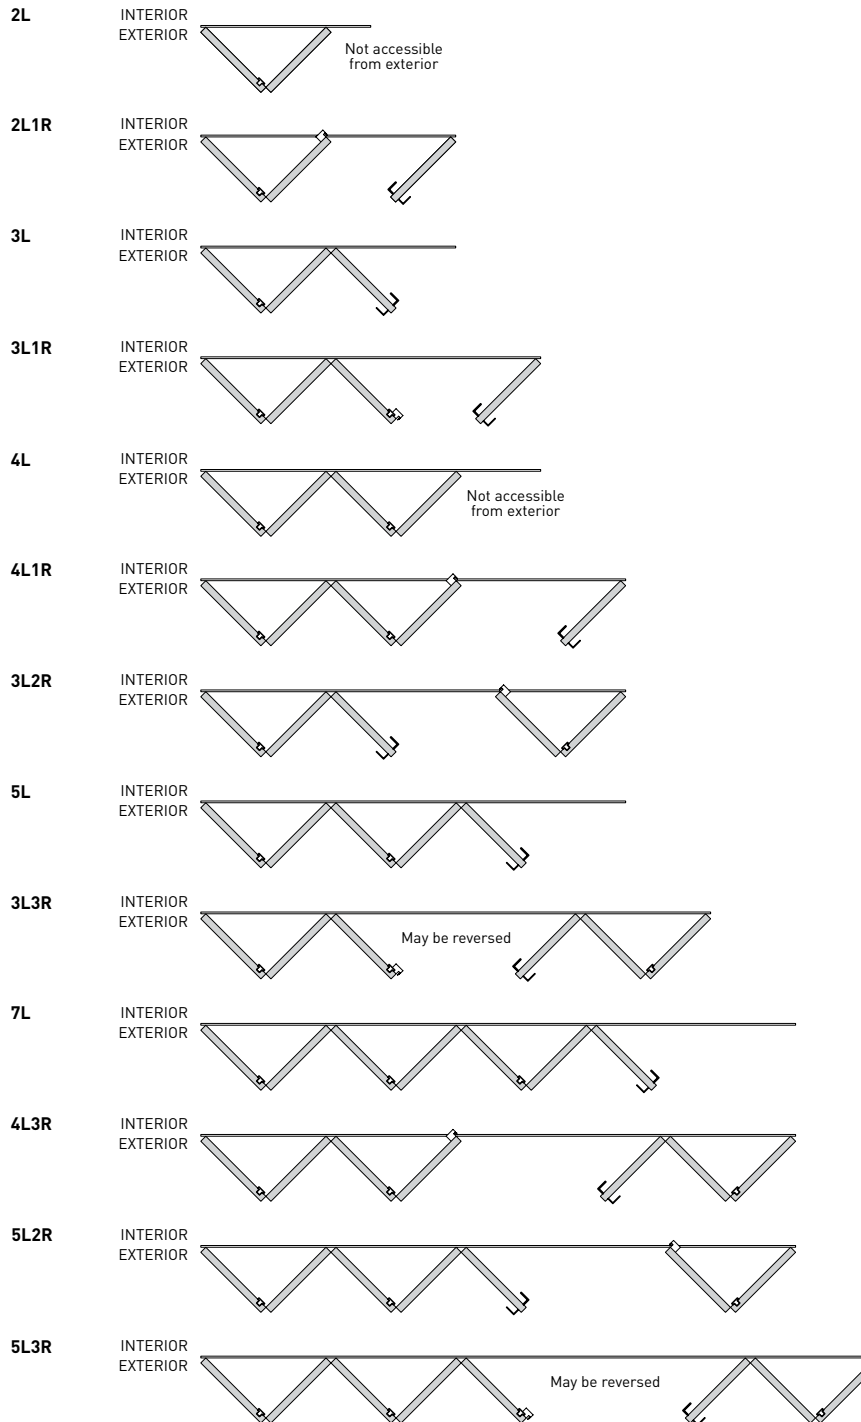 2L INTERIOR
EXTERIOR
Not accessible
from exterior
2L1R INTERIOR
EXTERIOR
3L INTERIOR
EXTERIOR
3L1R INTERIOR
EXTERIOR
4L INTERIOR
EXTERIOR
Not accessible
from exterior
4L1R INTERIOR
EXTERIOR
3L2R INTERIOR
EXTERIOR
5L INTERIOR
EXTERIOR
3L3R INTERIOR
EXTERIOR
May be reversed
7L INTERIOR
EXTERIOR
4L3R INTERIOR
EXTERIOR
5L2R INTERIOR
EXTERIOR
5L3R INTERIOR
EXTERIOR
May be reversed